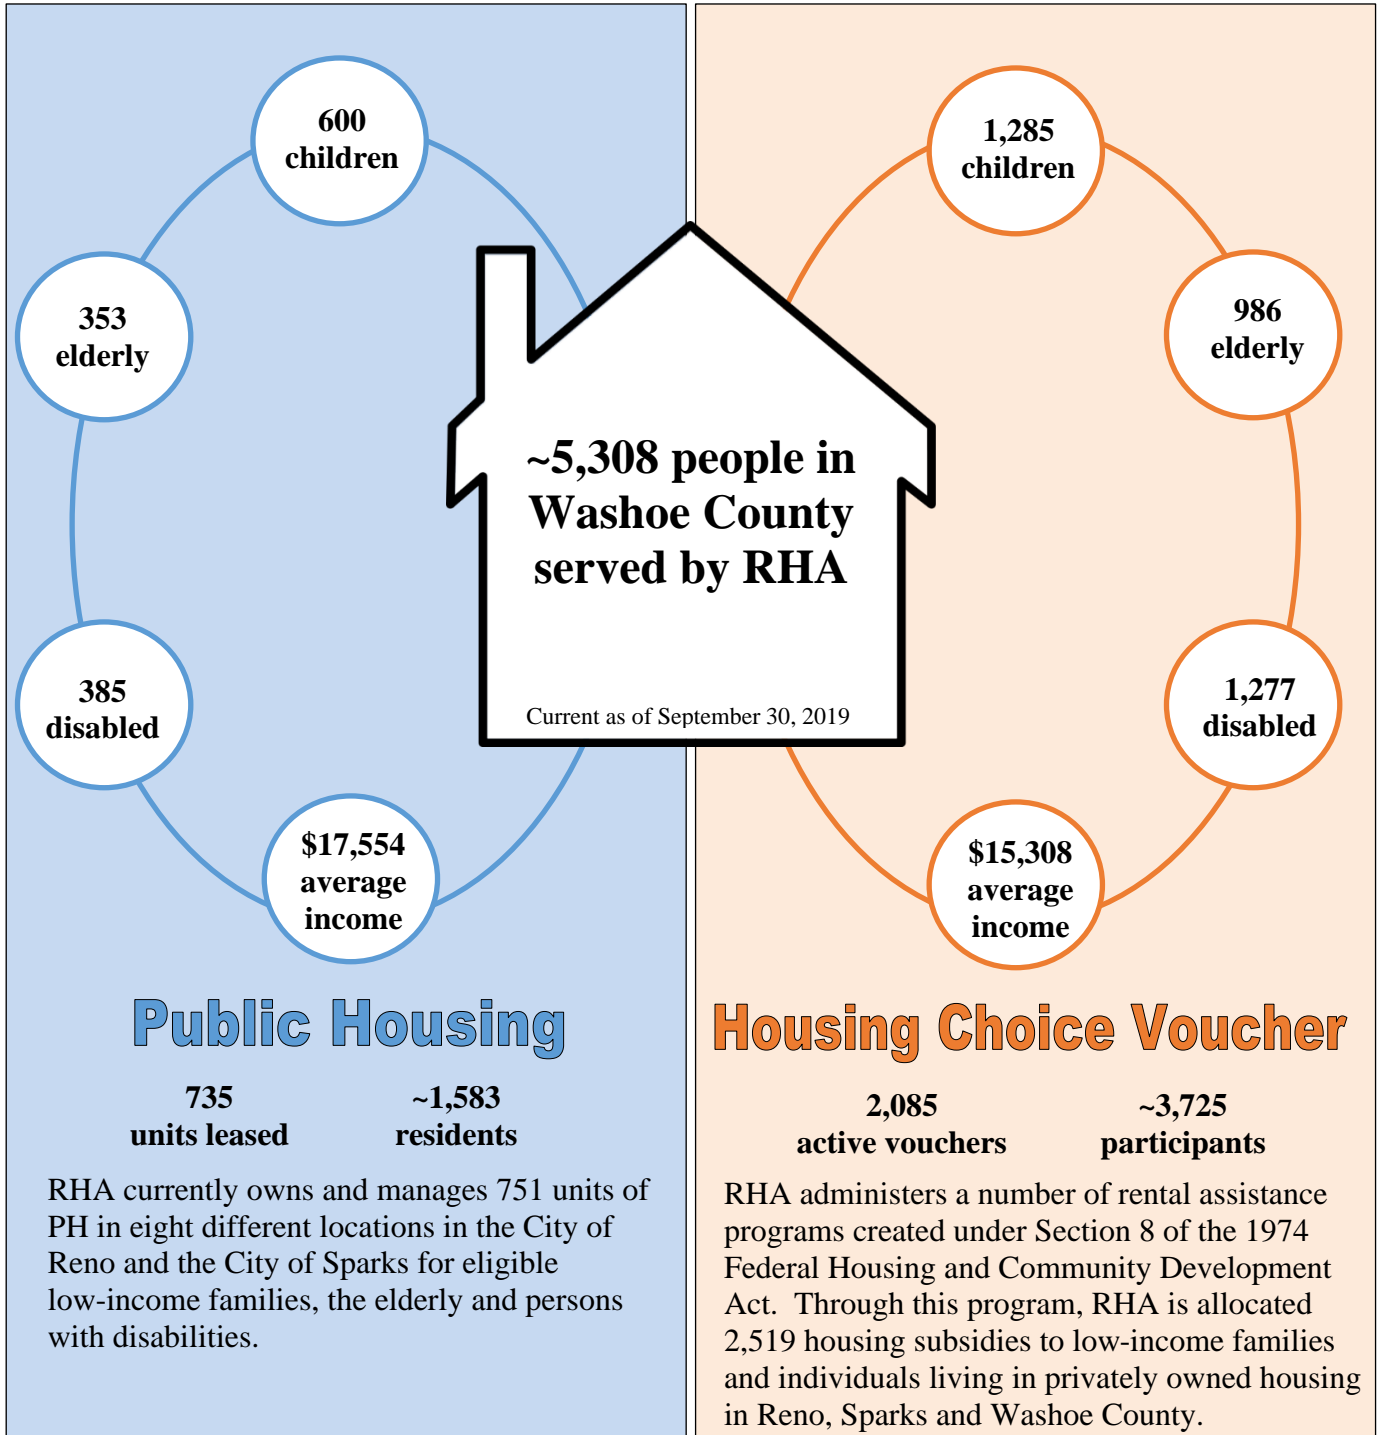 600
children
353
elderly
385
disabled
$17,554
average
income
~5,308 people in
Washoe County
served by RHA
Current as of September 30, 2019
1,285
children
986
elderly
1,277
disabled
$15,308
average
income
Public Housing
735
units leased
~1,583
residents
RHA currently owns and manages 751 units of
PH in eight different locations in the City of
Reno and the City of Sparks for eligible
low-income families, the elderly and persons
with disabilities.
Housing Choice Voucher
2,085
active vouchers
~3,725
participants
RHA administers a number of rental assistance
programs created under Section 8 of the 1974
Federal Housing and Community Development
Act.  Through this program, RHA is allocated
2,519 housing subsidies to low-income families
and individuals living in privately owned housing
in Reno, Sparks and Washoe County.